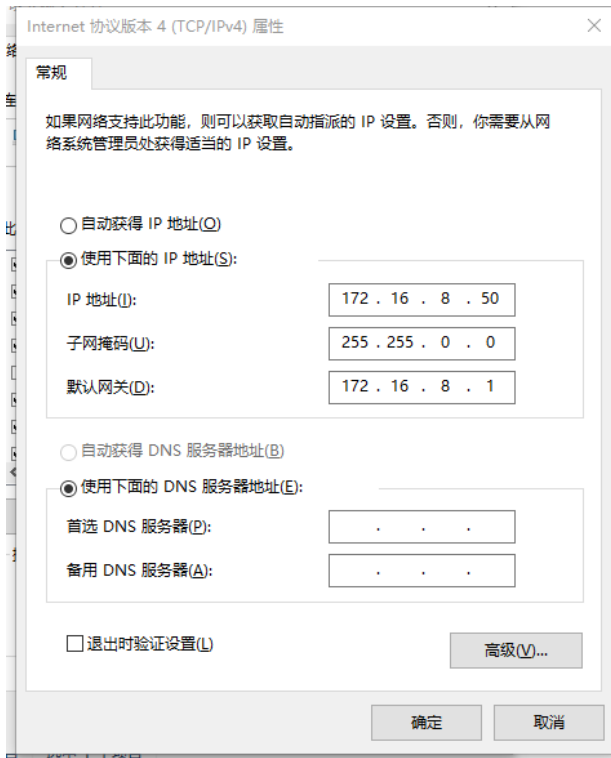 Internet 协议版本 4 (TCP/IPv4) 属性
常规
如果网络支持此功能，则可以获取自动指派的 IP 设置。否则，你需要从网
络系统管理员处获得适当的 IP 设置。
自动获得 IP 地址(O)
使用下面的 IP 地址(S):
IP 地址(I): 172 . 16 . 8 . 50
子网掩码(U): 255 . 255 . 0 . 0
默认网关(D): 172 . 16 . 8 . 1
自动获得 DNS 服务器地址(B)
使用下面的 DNS 服务器地址(E):
首选 DNS 服务器(P): . . .
备用 DNS 服务器(A): . . .
退出时验证设置(L)
高级(V)...
确定 取消